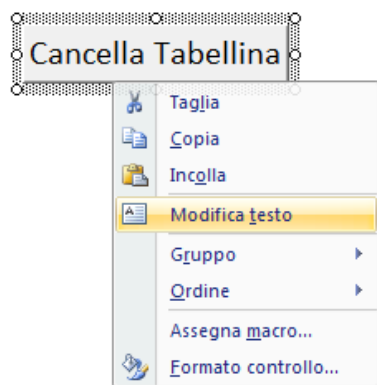 Cancella Tabellina
Taglia
Copia
Incolla
Modifica testo
Gruppo
Ordine
Assegna macro...
Formato controllo...